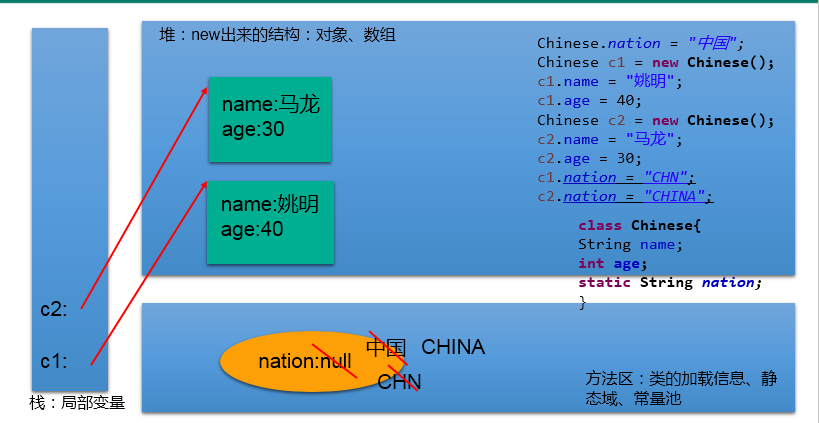 堆：new出来的结构：对象、数组
name:马龙
age:30
name:姚明
age:40
Chinese.nation = "中国";
Chinese c1 = new Chinese();
c1.name = "姚明";
c1.age = 40;
Chinese c2 = new Chinese();
c2.name = "马龙";
c2.age = 30;
c1.nation = "CHN";
c2.nation = "CHINA";
class Chinese{
String name;
int age;
static String nation;
}
c2:
c1:
栈：局部变量
nation:null
中国
CHINA
CHN
方法区：类的加载信息、静
态域、常量池